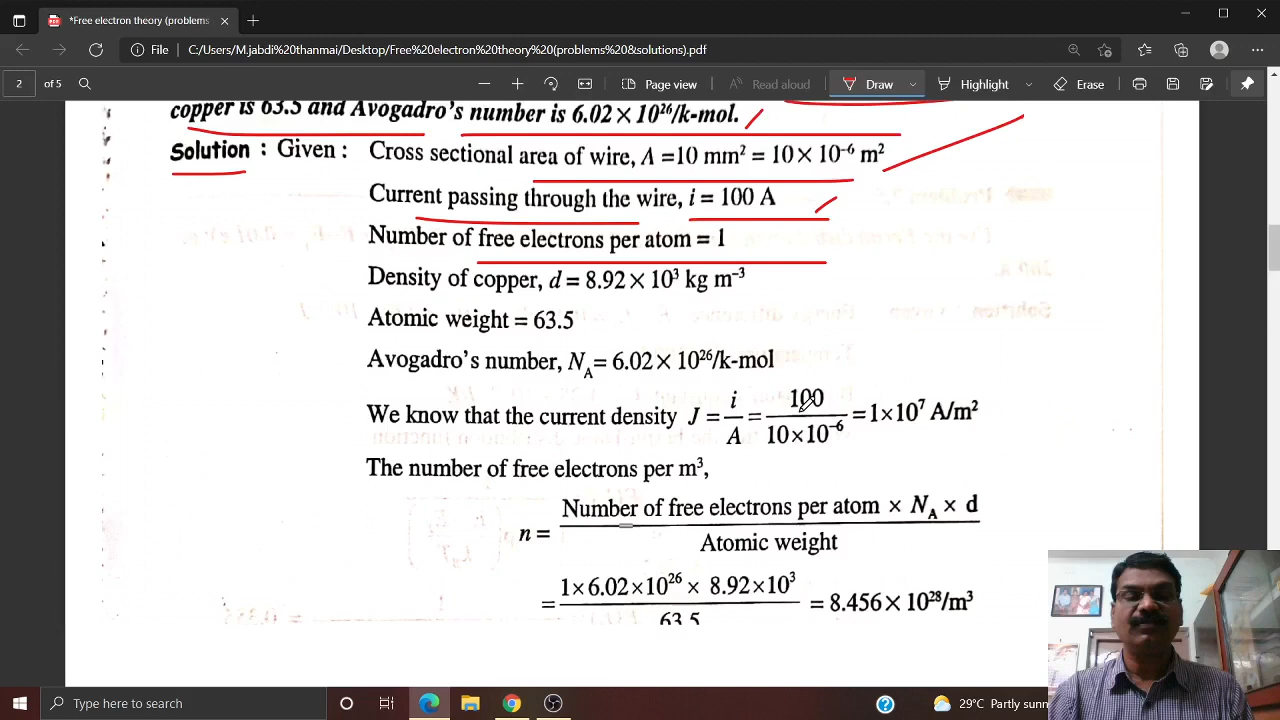 *Free electron theory (problems
File
C:/Users/M.jabdi%20thanmai/Desktop/Free%20electron%20theory%20(problems%20&solutions).pdf
2 of 5
Page view
Read aloud
Draw
Highlight
Erase
copper is 63.5 and Avogadro's number is 6.02 × 10²⁶/k-mol.
Solution : Given : Cross sectional area of wire, A =10 mm² = 10 × 10⁻⁶ m²
Current passing through the wire, i = 100 A
Number of free electrons per atom = 1
Density of copper, d = 8.92 × 10³ kg m⁻³
Atomic weight = 63.5
Avogadro's number, N_A = 6.02 × 10²⁶/k-mol
We know that the current density J = i/A = 100/(10×10⁻⁶) = 1×10⁷ A/m²
The number of free electrons per m³,
n = Number of free electrons per atom × N_A × d
Atomic weight
= 1×6.02×10²⁶ × 8.92×10³ = 8.456 × 10²⁸/m³
63.5
Type here to search
29°C Partly sunny